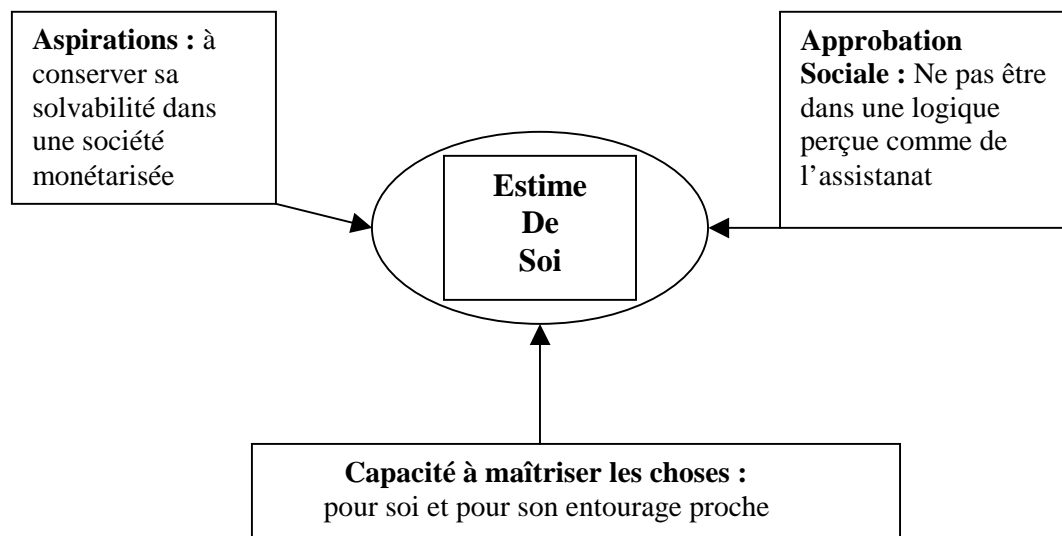 Aspirations : à
conserver sa
solvabilité dans
une société
monétarisée
Approbation
Sociale : Ne pas être
dans une logique
perçue comme de
l’assistanat
Estime
De
Soi
Capacité à maîtriser les choses :
pour soi et pour son entourage proche